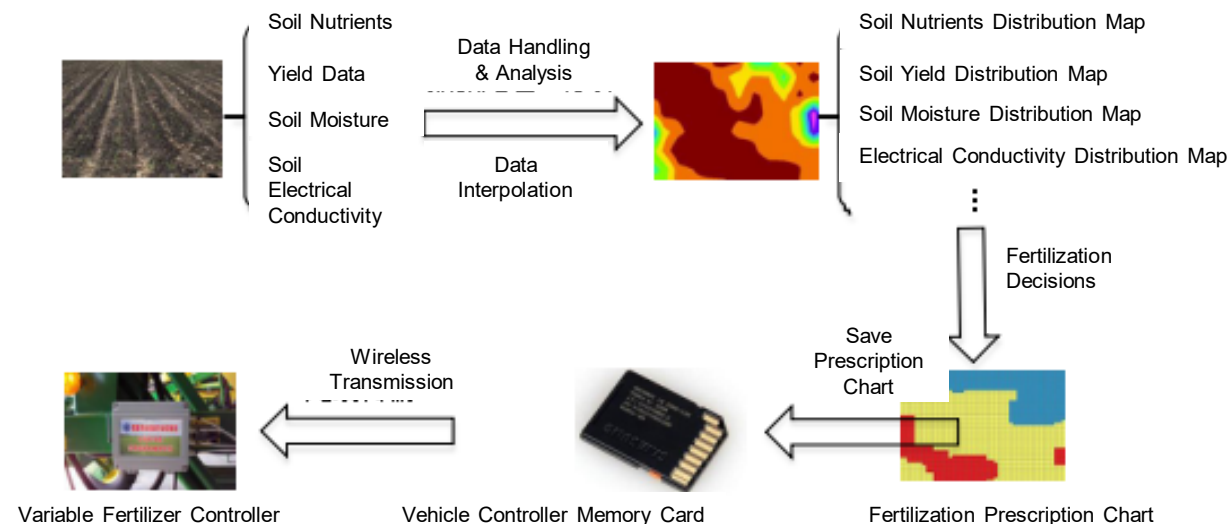 Soil Nutrients
Yield Data
Soil Moisture
Soil
Electrical
Conductivity
Data Handling
& Analysis
Data
Interpolation
Soil Nutrients Distribution Map
Soil Yield Distribution Map
Soil Moisture Distribution Map
Electrical Conductivity Distribution Map
...
Fertilization
Decisions
Save
Prescription
Chart
Wireless
Transmission
Variable Fertilizer Controller
Vehicle Controller Memory Card
Fertilization Prescription Chart